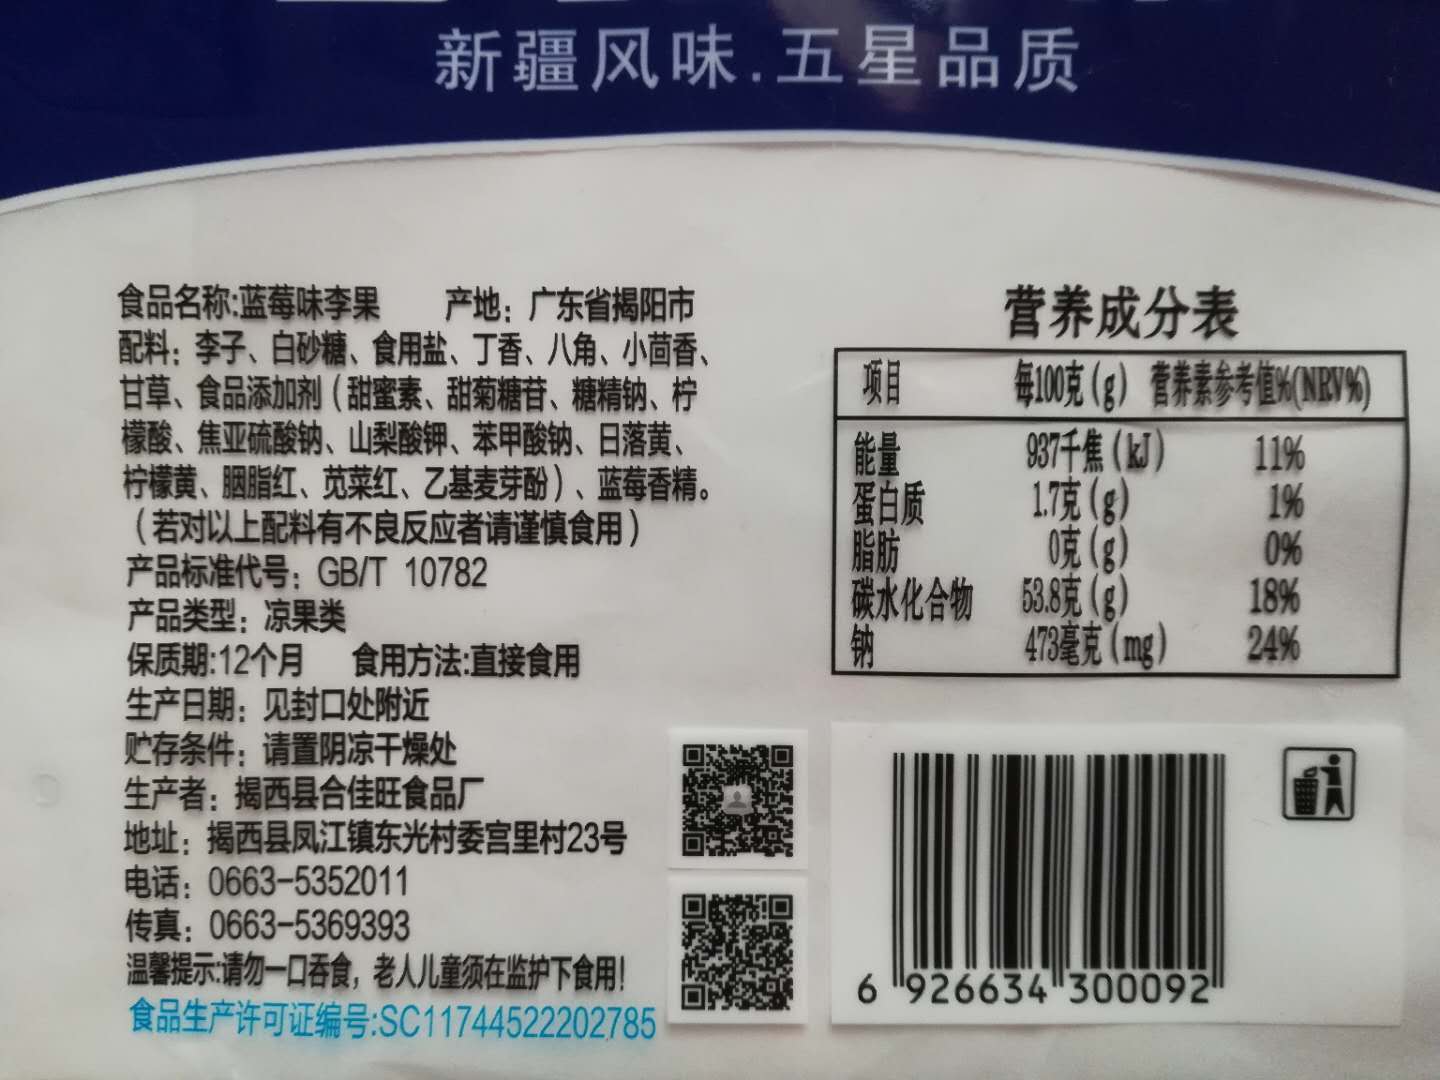 新疆风味.五星品质
食品名称:蓝莓味李果 产地：广东省揭阳市
配料：李子、白砂糖、食用盐、丁香、八角、小茴香、
甘草、食品添加剂（甜蜜素、甜菊糖苷、糖精钠、柠
檬酸、焦亚硫酸钠、山梨酸钾、苯甲酸钠、日落黄、
柠檬黄、胭脂红、苋菜红、乙基麦芽酚）、蓝莓香精。
（若对以上配料有不良反应者请谨慎食用）
产品标准代号：GB/T 10782
产品类型：凉果类
保质期:12个月 食用方法:直接食用
生产日期：见封口处附近
贮存条件：请置阴凉干燥处
生产者：揭西县合佳旺食品厂
地址：揭西县凤江镇东光村委宫里村23号
电话：0663-5352011
传真：0663-5369393
温馨提示:请勿一口吞食，老人儿童须在监护下食用！
食品生产许可证编号:SC11744522202785
营养成分表
项目 每100克（g） 营养素参考值%(NRV%)
能量 937千焦（kJ） 11%
蛋白质 1.7克（g） 1%
脂肪 0克（g） 0%
碳水化合物 53.8克（g） 18%
钠 473毫克（mg） 24%
6 926634 300092